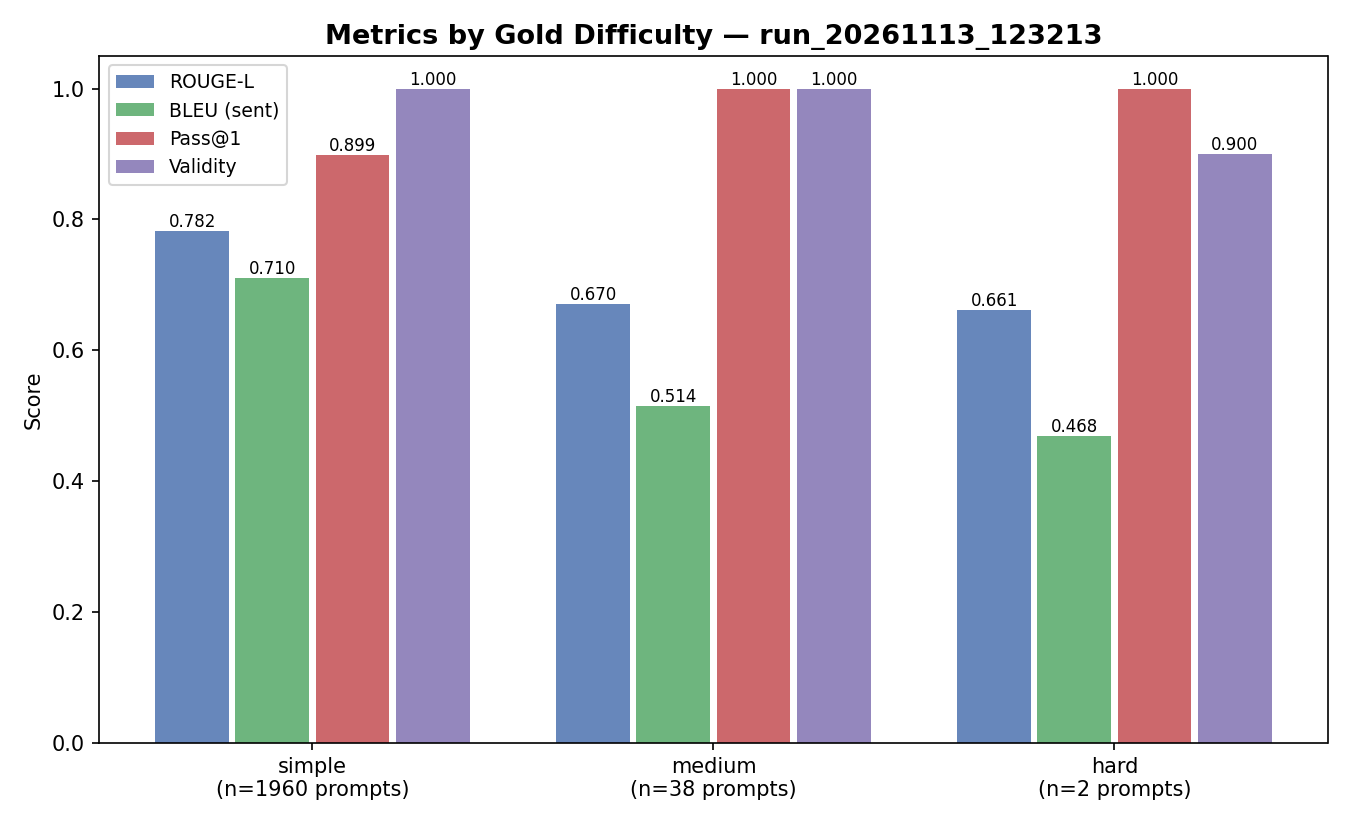 Metrics by Gold Difficulty — run_20261113_123213
ROUGE-L
BLEU (sent)
Pass@1
Validity
Score
1.0
0.8
0.6
0.4
0.2
0.0
0.782
0.710
0.899
1.000
0.670
0.514
1.000
1.000
0.661
0.468
1.000
0.900
simple
(n=1960 prompts)
medium
(n=38 prompts)
hard
(n=2 prompts)